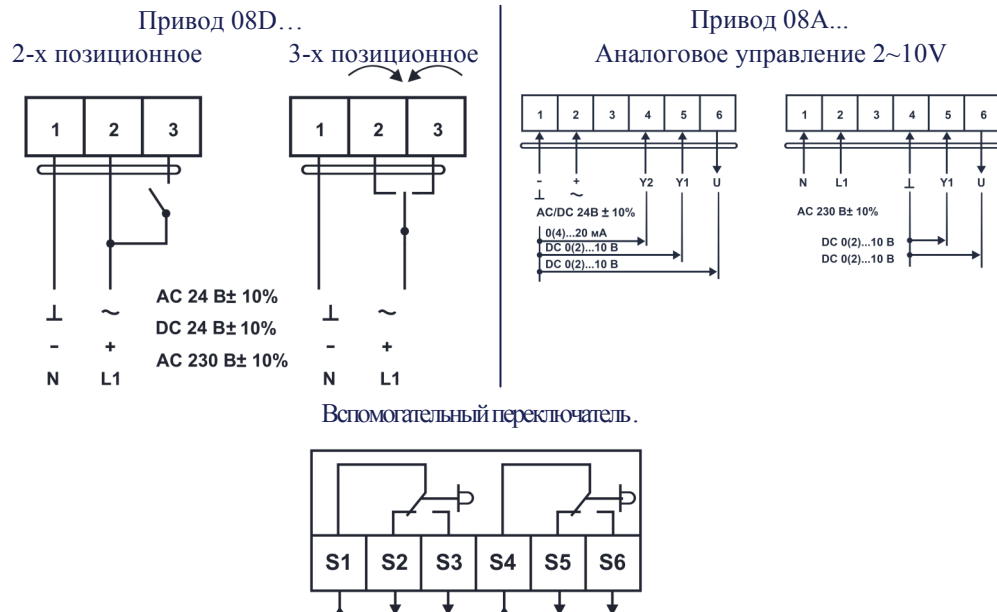 Привод 08D…
2-х позиционное 3-х позиционное
1 2 3
1 2 3
⊥ ~
- +
N L1
AC 24 В± 10%
DC 24 В± 10%
AC 230 В± 10%
⊥ ~
- +
N L1
Привод 08A...
Аналоговое управление 2~10V
1 2 3 4 5 6
- + Y2 Y1 U
⊥ ~
AC/DC 24В ± 10%
0(4)...20 мА
DC 0(2)...10 В
DC 0(2)...10 В
1 2 3 4 5 6
N L1 ⊥ Y1 U
AC 230 В± 10%
DC 0(2)...10 В
DC 0(2)...10 В
Вспомогательный переключатель.
S1 S2 S3 S4 S5 S6